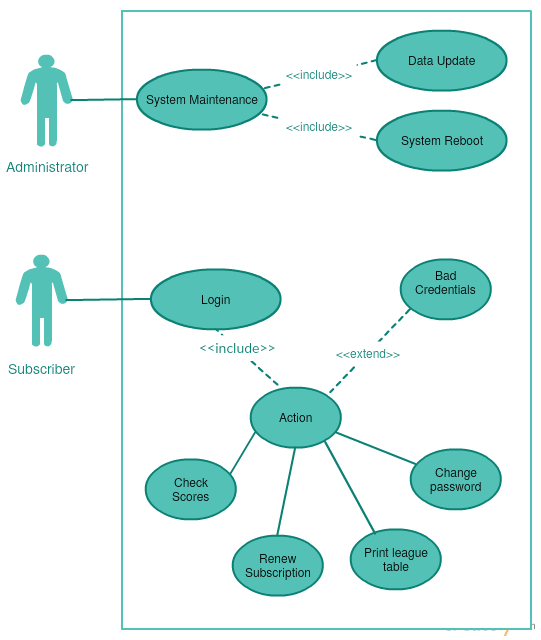 Data Update
<<include>>
System Maintenance
<<include>>
System Reboot
Administrator
Bad
Credentials
Login
<<include>>
<<extend>>
Subscriber
Action
Check
Scores
Change
password
Renew
Subscription
Print league
table